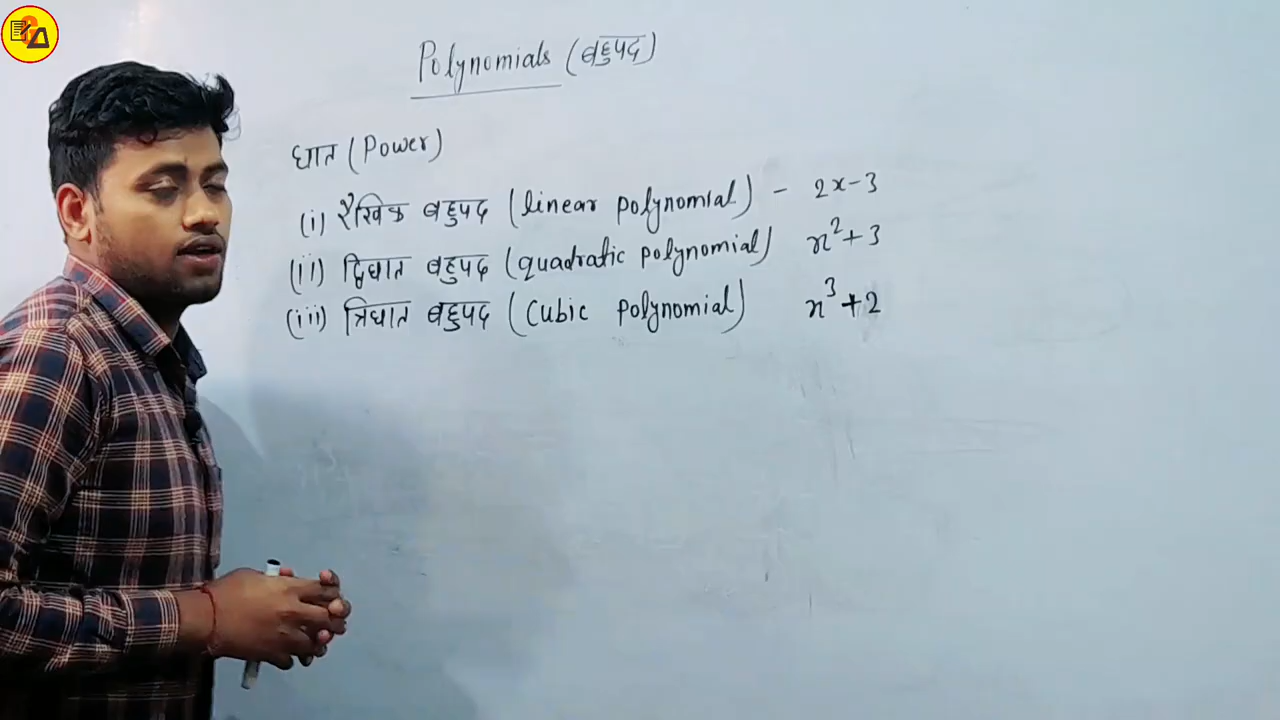 Polynomials (बहुपद)
घात (Power)
(i) रैखिक बहुपद (linear polynomial) - 2x-3
(ii) द्विघात बहुपद (quadratic polynomial) x²+3
(iii) त्रिघात बहुपद (Cubic polynomial) x³+2